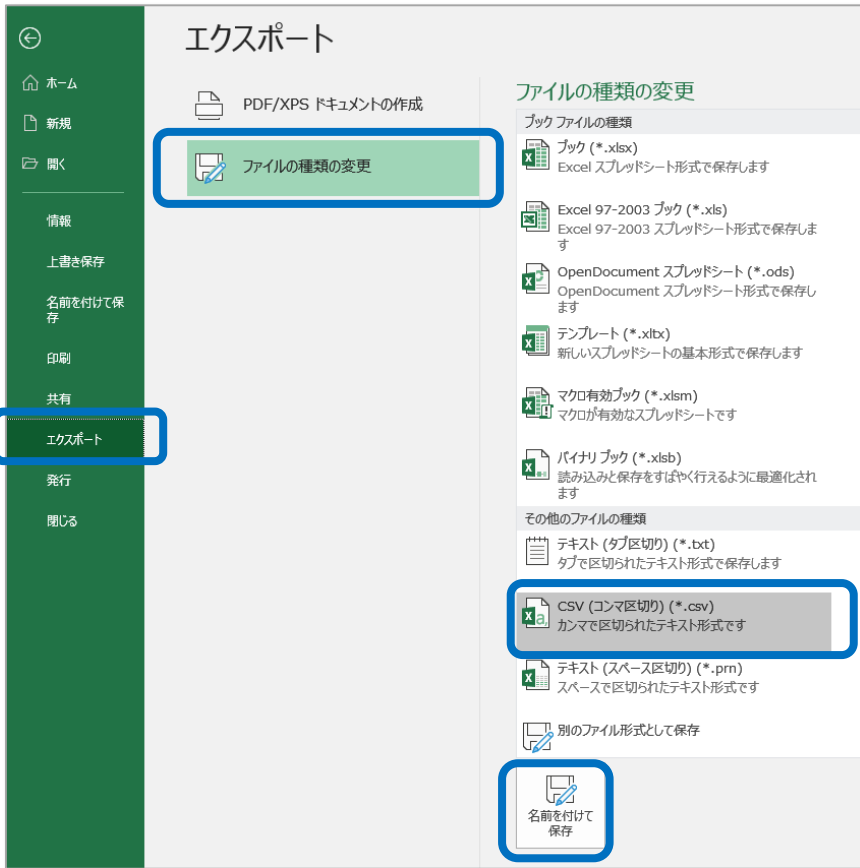 エクスポート
ホーム
新規
開く
情報
上書き保存
名前を付けて保
存
印刷
共有
エクスポート
発行
閉じる
PDF/XPS ドキュメントの作成
ファイルの種類の変更
ファイルの種類の変更
ブック ファイルの種類
ブック (*.xlsx)
Excel スプレッドシート形式で保存します
Excel 97-2003 ブック (*.xls)
Excel 97-2003 スプレッドシート形式で保存しま
す
OpenDocument スプレッドシート (*.ods)
OpenDocument スプレッドシート形式で保存し
ます
テンプレート (*.xltx)
新しいスプレッドシートの基本形式で保存します
マクロ有効ブック (*.xlsm)
マクロが有効なスプレッドシートです
バイナリ ブック (*.xlsb)
読み込みと保存をすばやく行えるように最適化され
ます
その他のファイルの種類
テキスト (タブ区切り) (*.txt)
タブで区切られたテキスト形式で保存します
CSV (コンマ区切り) (*.csv)
カンマで区切られたテキスト形式です
テキスト (スペース区切り) (*.prn)
スペースで区切られたテキスト形式です
別のファイル形式として保存
名前を付けて
保存